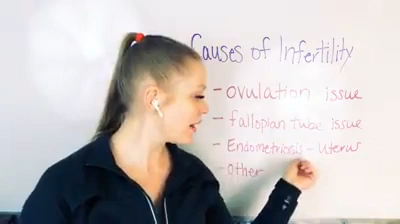 Causes of Infertility
- ovulation issue
- fallopian tube issue
- Endometriosis - Uterus
- other